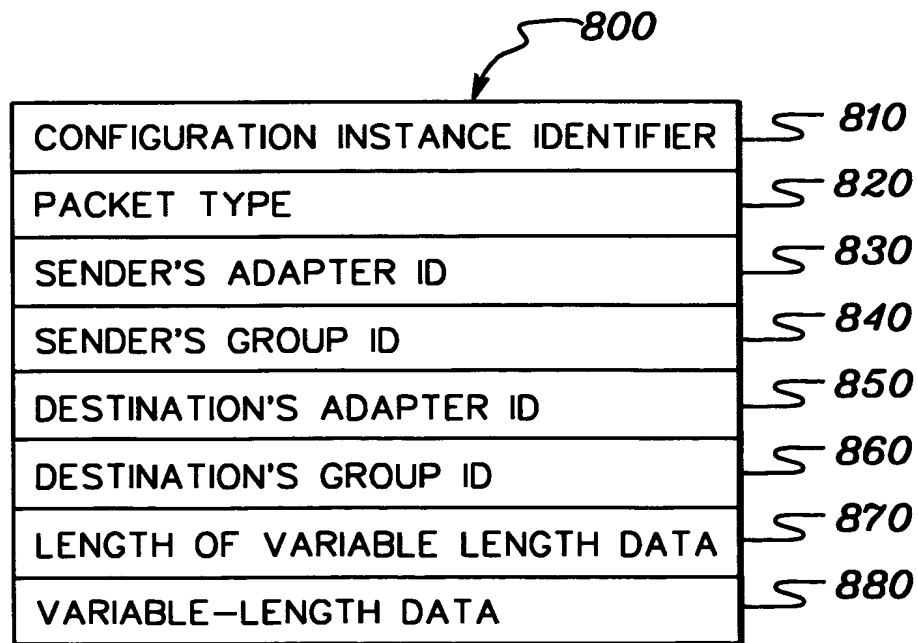 800
CONFIGURATION INSTANCE IDENTIFIER 810
PACKET TYPE 820
SENDER'S ADAPTER ID 830
SENDER'S GROUP ID 840
DESTINATION'S ADAPTER ID 850
DESTINATION'S GROUP ID 860
LENGTH OF VARIABLE LENGTH DATA 870
VARIABLE-LENGTH DATA 880